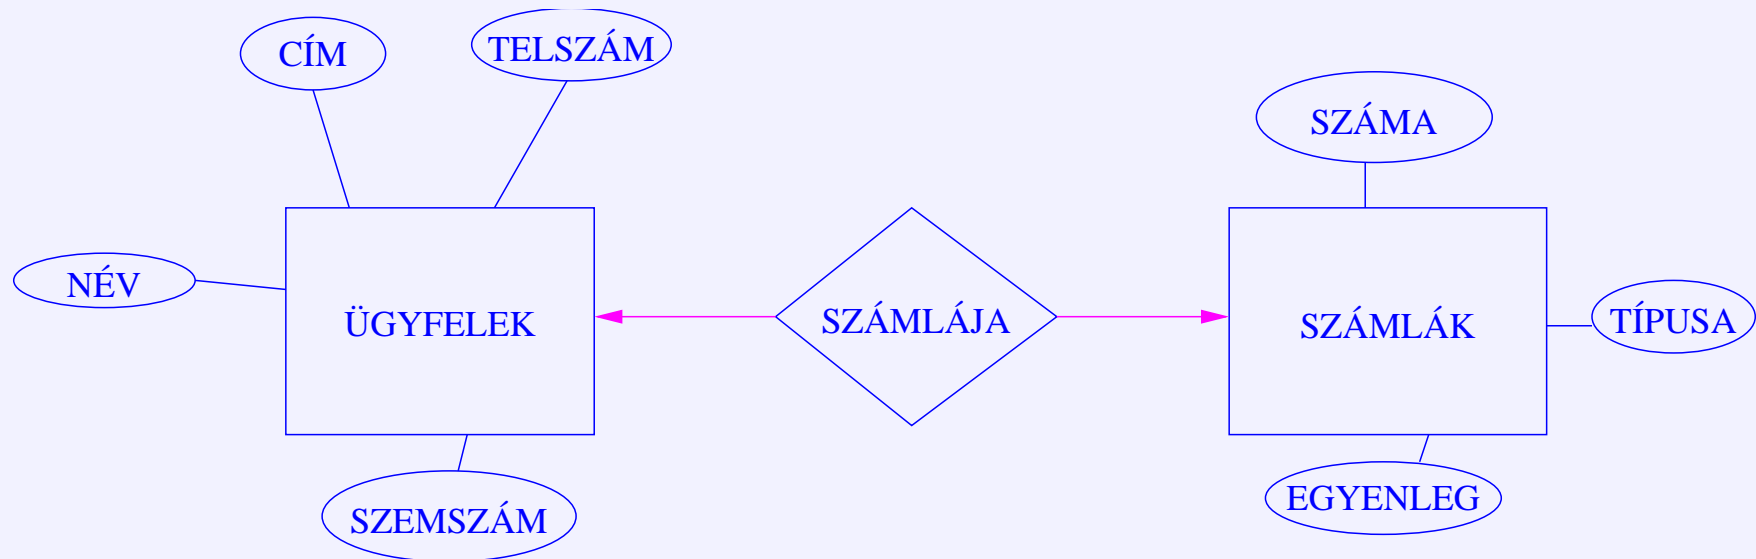 CÍM
TELSZÁM
SZÁMA
NÉV
ÜGYFELEK
SZÁMLÁJA
SZÁMLÁK
TÍPUSA
SZEMSZÁM
EGYENLEG